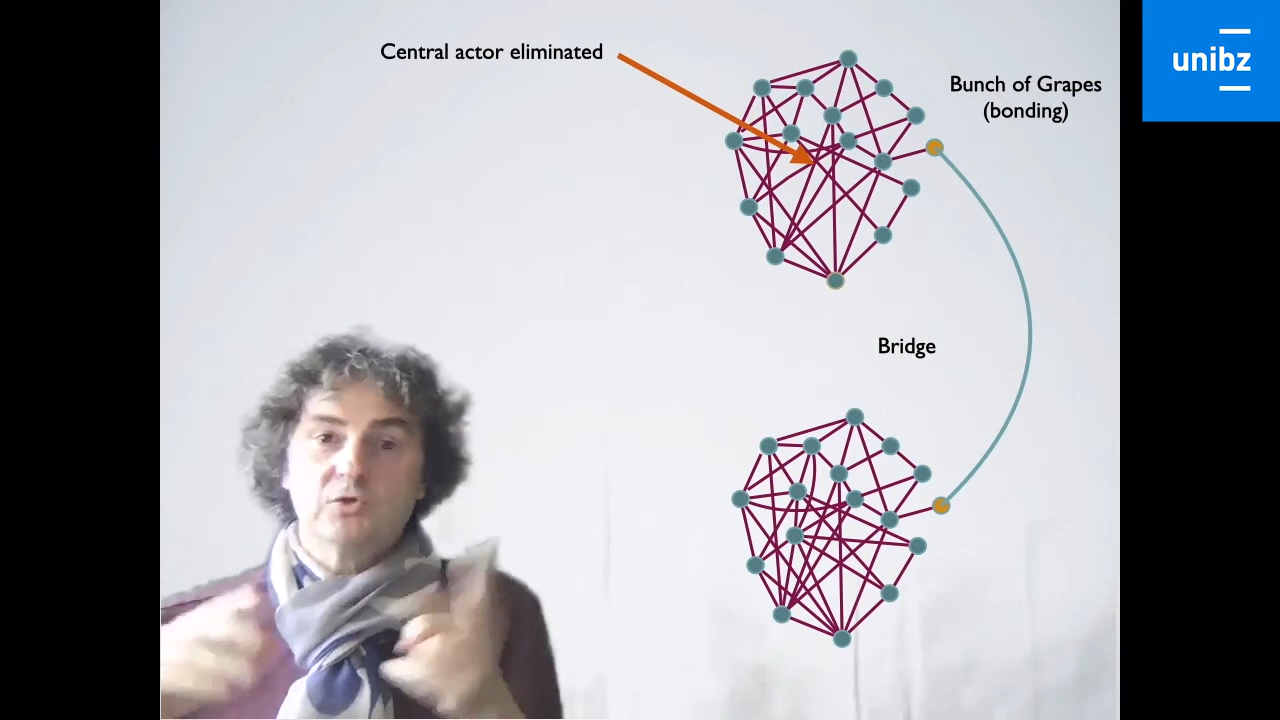 Central actor eliminated
Bunch of Grapes
(bonding)
unibz
Bridge